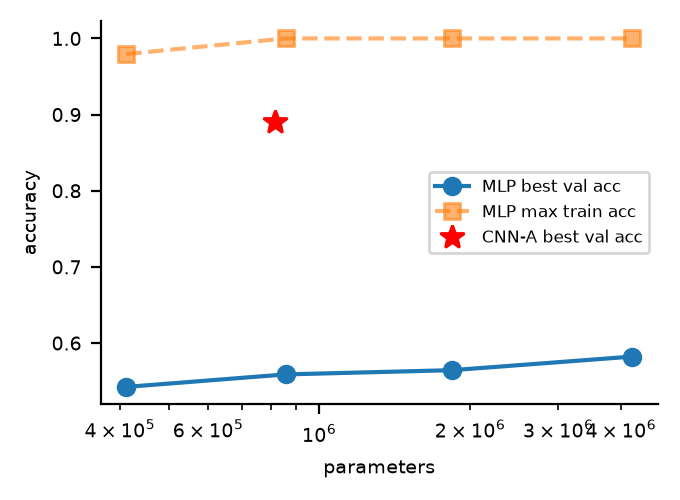 1.0
0.9
0.8
0.7
0.6
accuracy
MLP best val acc
MLP max train acc
CNN-A best val acc
4 × 10⁵ 6 × 10⁵ 10⁶ 2 × 10⁶ 3 × 10⁶ 4 × 10⁶
parameters